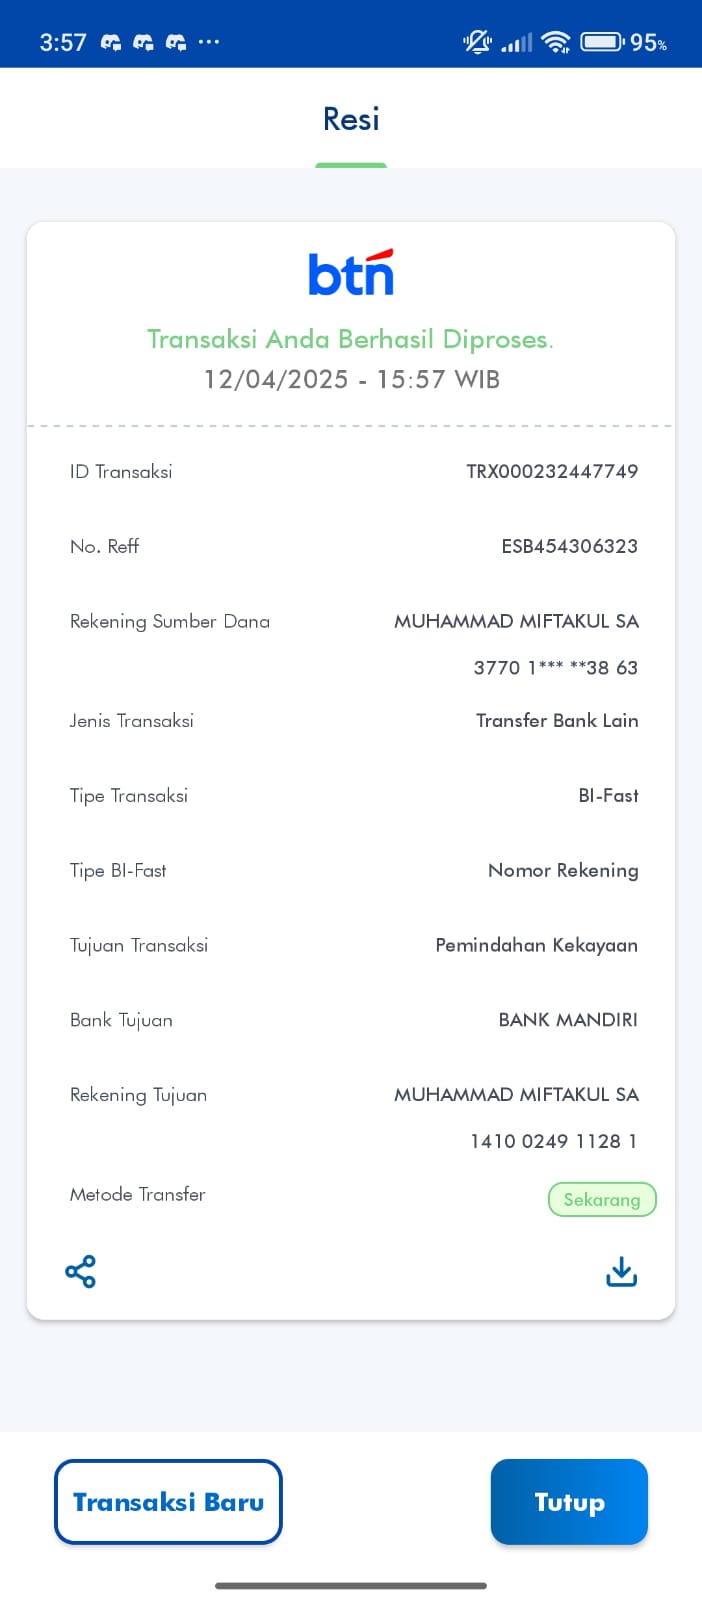 3:57 95%
Resi
btn
Transaksi Anda Berhasil Diproses.
12/04/2025 - 15:57 WIB
ID Transaksi TRX000232447749
No. Reff ESB454306323
Rekening Sumber Dana MUHAMMAD MIFTAKUL SA
3770 1*** **38 63
Jenis Transaksi Transfer Bank Lain
Tipe Transaksi BI-Fast
Tipe BI-Fast Nomor Rekening
Tujuan Transaksi Pemindahan Kekayaan
Bank Tujuan BANK MANDIRI
Rekening Tujuan MUHAMMAD MIFTAKUL SA
1410 0249 1128 1
Metode Transfer Sekarang
Transaksi Baru Tutup